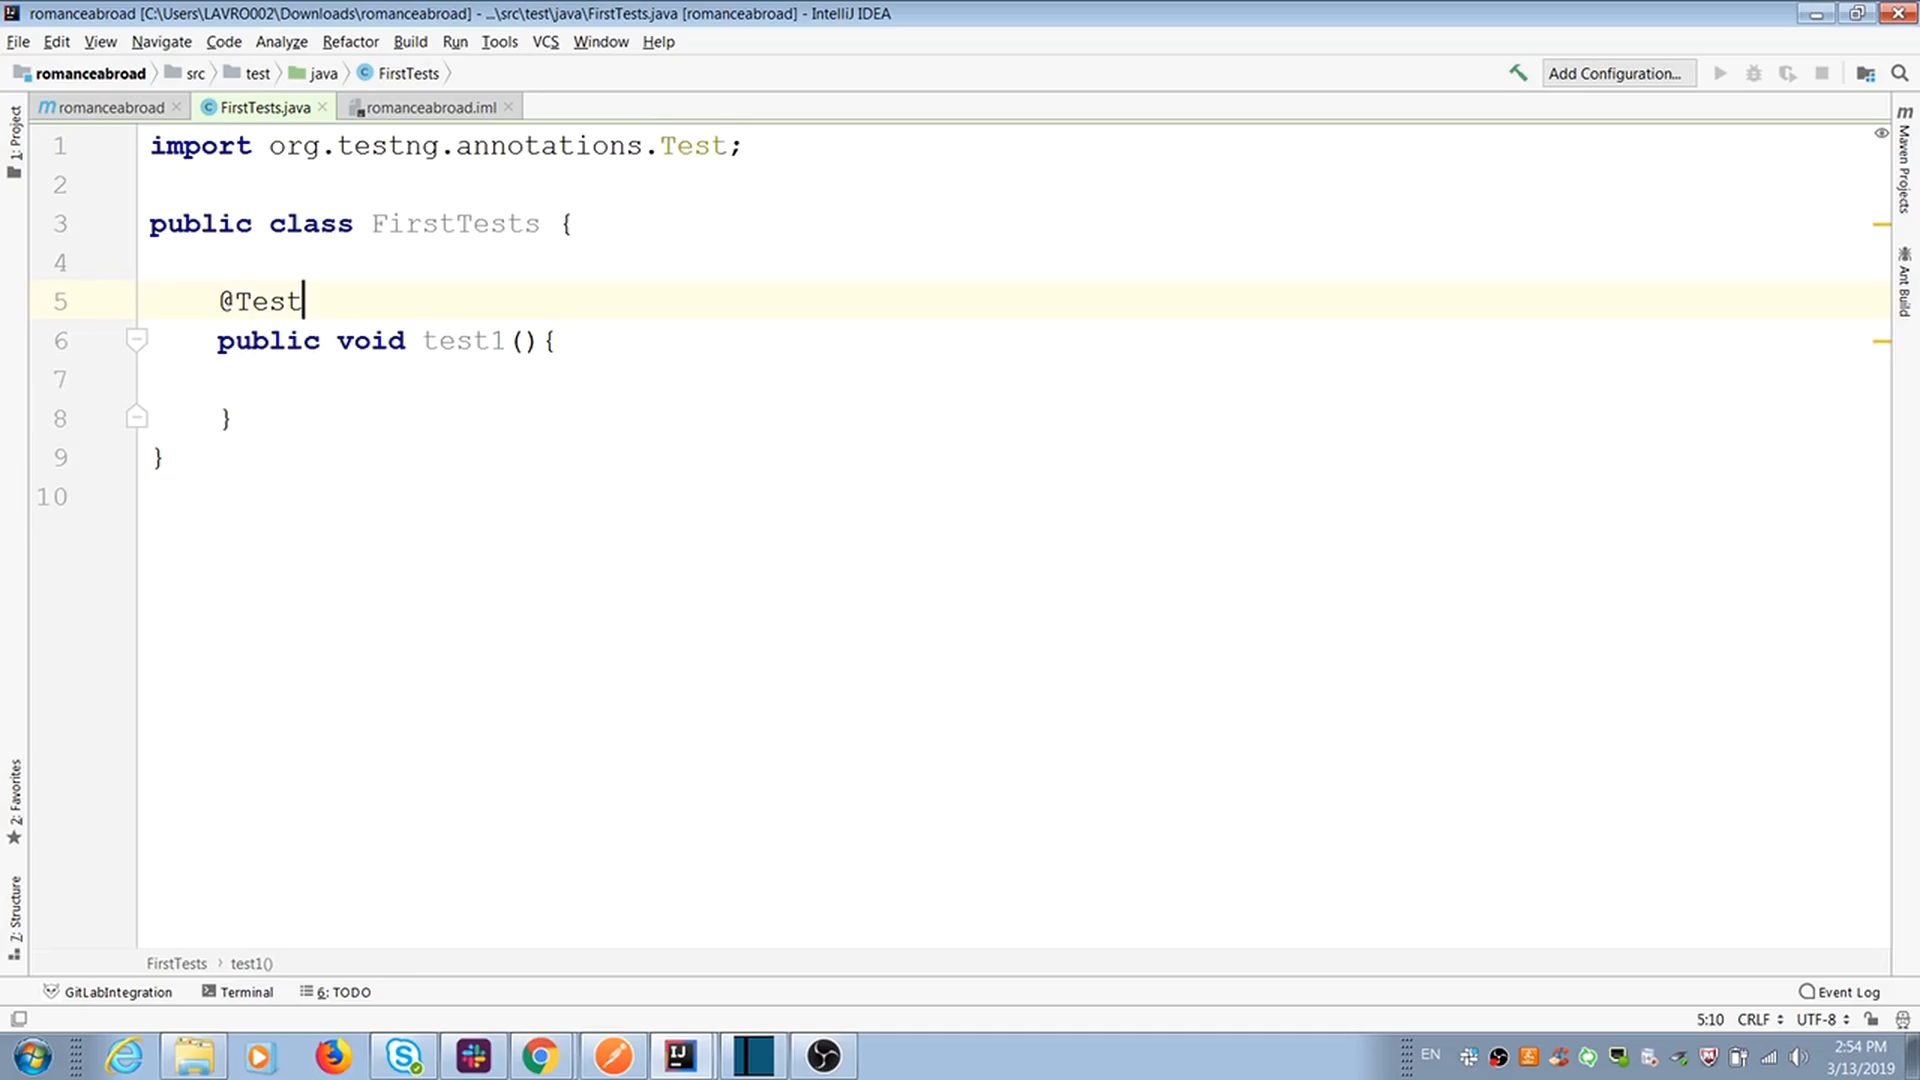 romanceabroad [C:\Users\LAVRO002\Downloads\romanceabroad] - ...\src\test\java\FirstTests.java [romanceabroad] - IntelliJ IDEA
File Edit View Navigate Code Analyze Refactor Build Run Tools VCS Window Help
romanceabroad src test java FirstTests Add Configuration...
romanceabroad FirstTests.java romanceabroad.iml
1 import org.testng.annotations.Test;
2
3 public class FirstTests {
4
5 @Test
6 public void test1(){
7
8 }
9 }
10
1: Project
2: Favorites
7: Structure
Maven Projects
Ant Build
FirstTests > test1()
GitLabIntegration Terminal 6: TODO Event Log
5:10 CRLF UTF-8
EN 2:54 PM
3/13/2019